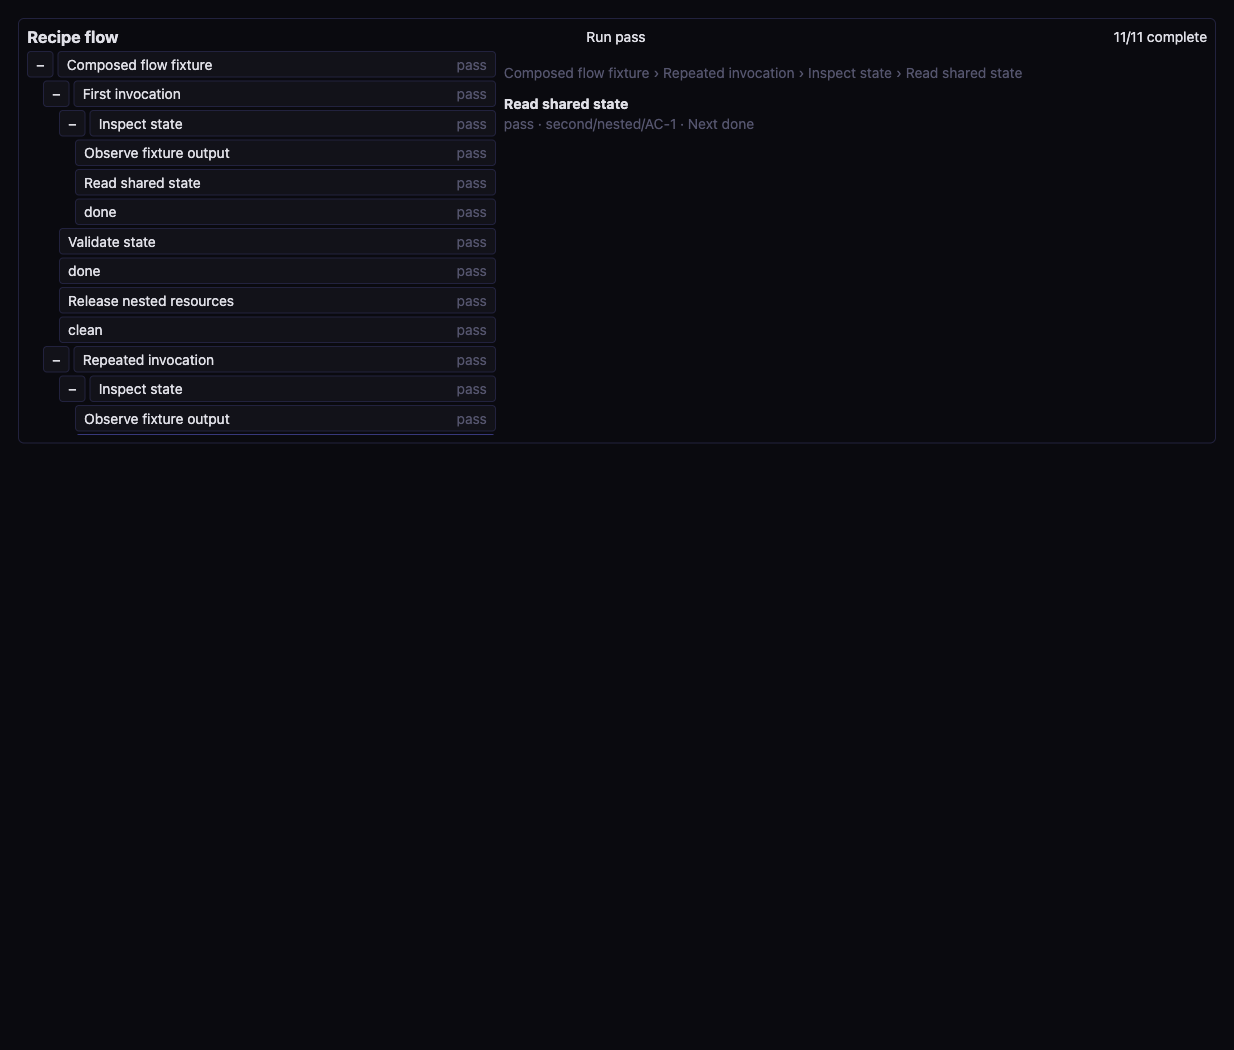 Recipe flow Run pass 11/11 complete
– Composed flow fixture pass
– First invocation pass
– Inspect state pass
Observe fixture output pass
Read shared state pass
done pass
Validate state pass
done pass
Release nested resources pass
clean pass
– Repeated invocation pass
– Inspect state pass
Observe fixture output pass
Composed flow fixture › Repeated invocation › Inspect state › Read shared state
Read shared state
pass · second/nested/AC-1 · Next done